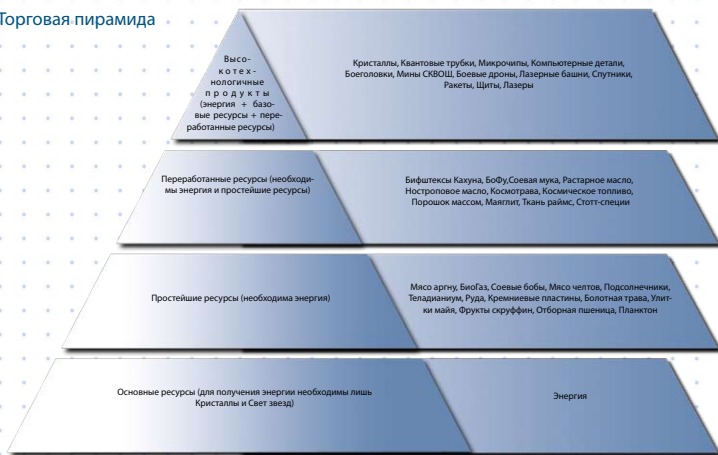 Торговая пирамида
Высо-
котех-
нологичные
продукты
(энергия + базо-
вые ресурсы + пере-
работанные ресурсы)
Кристаллы, Квантовые трубки, Микрочипы, Компьютерные детали,
Боеголовки, Мины СКВОШ, Боевые дроны, Лазерные башни, Спутники,
Ракеты, Щиты, Лазеры
Переработанные ресурсы (необходи-
мы энергия и простейшие ресурсы)
Бифштексы Кахуна, БоФу,Соевая мука, Растарное масло,
Ностроповое масло, Космотрава, Космическое топливо,
Порошок массом, Маяглит, Ткань раймс, Стотт-специи
Простейшие ресурсы (необходима энергия)
Мясо аргну, БиоГаз, Соевые бобы, Мясо челтов, Подсолнечники,
Теладианиум, Руда, Кремниевые пластины, Болотная трава, Улит-
ки майя, Фрукты скруффин, Отборная пшеница, Планктон
Основные ресурсы (для получения энергии необходимы лишь
Кристаллы и Свет звезд)
Энергия